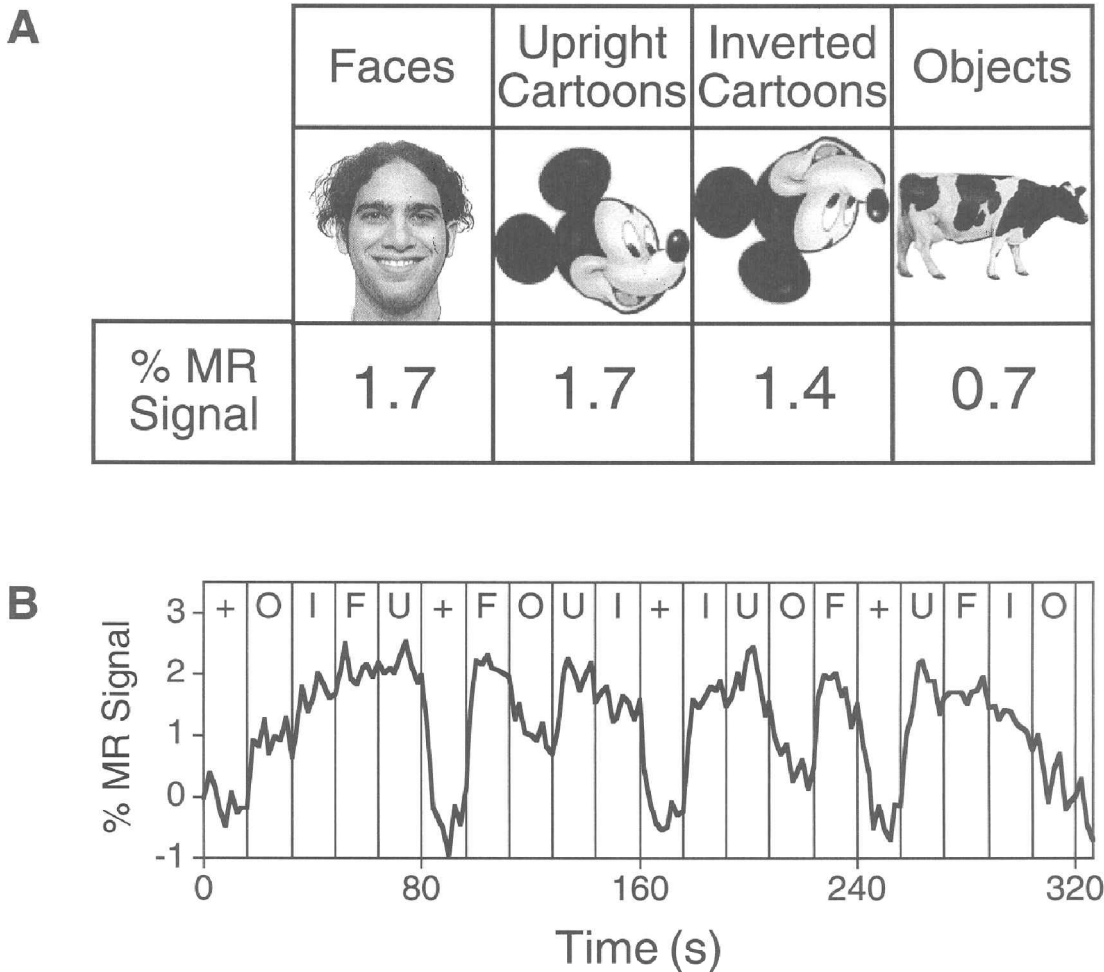 A
Faces
Upright Cartoons
Inverted Cartoons
Objects
% MR Signal
1.7
1.7
1.4
0.7
B
+ O I F U + F O U I + I U O F + U F I O
% MR Signal
3
2
1
0
-1
0 80 160 240 320
Time (s)